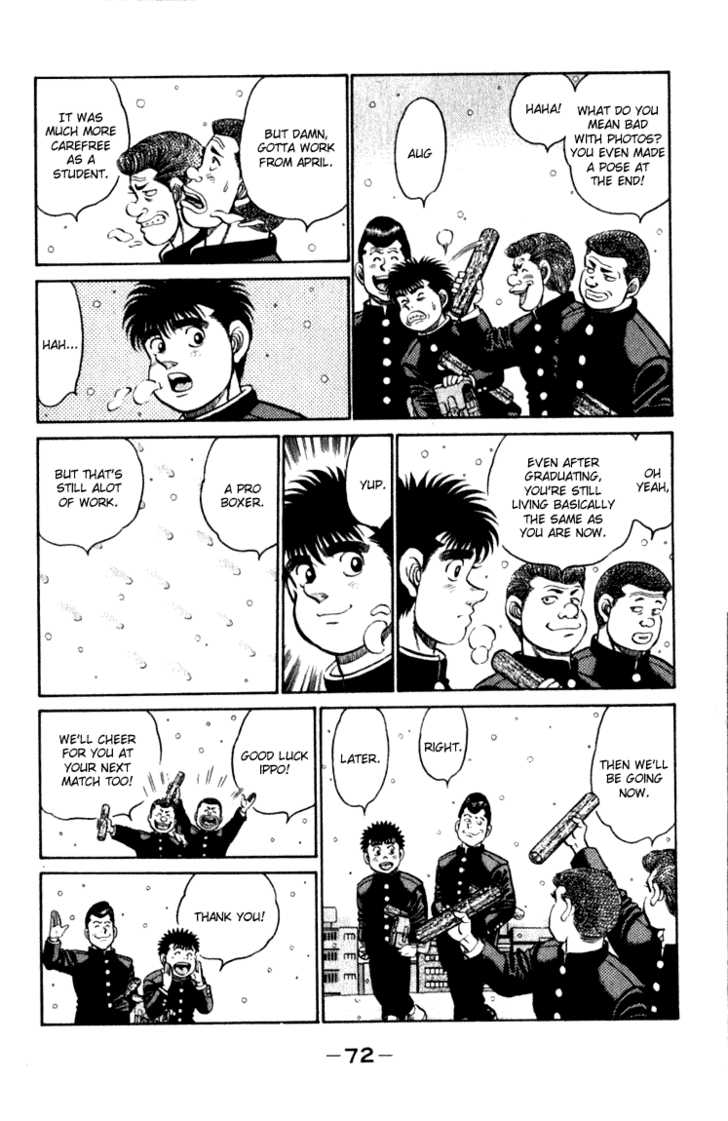 WHAT DO YOU
MEAN BAD
WITH PHOTOS?
YOU EVEN MADE
A POSE AT
THE END!
HAHA!
AUG
BUT DAMN,
GOTTA WORK
FROM APRIL.
IT WAS
MUCH MORE
CAREFREE
AS A
STUDENT.
HAH...
OH
YEAH,
EVEN AFTER
GRADUATING,
YOU'RE STILL
LIVING BASICALLY
THE SAME AS
YOU ARE NOW.
YUP.
A PRO
BOXER.
BUT THAT'S
STILL ALOT
OF WORK.
THEN WE'LL
BE GOING
NOW.
RIGHT.
LATER.
GOOD LUCK
IPPO!
WE'LL CHEER
FOR YOU AT
YOUR NEXT
MATCH TOO!
THANK YOU!
-72-